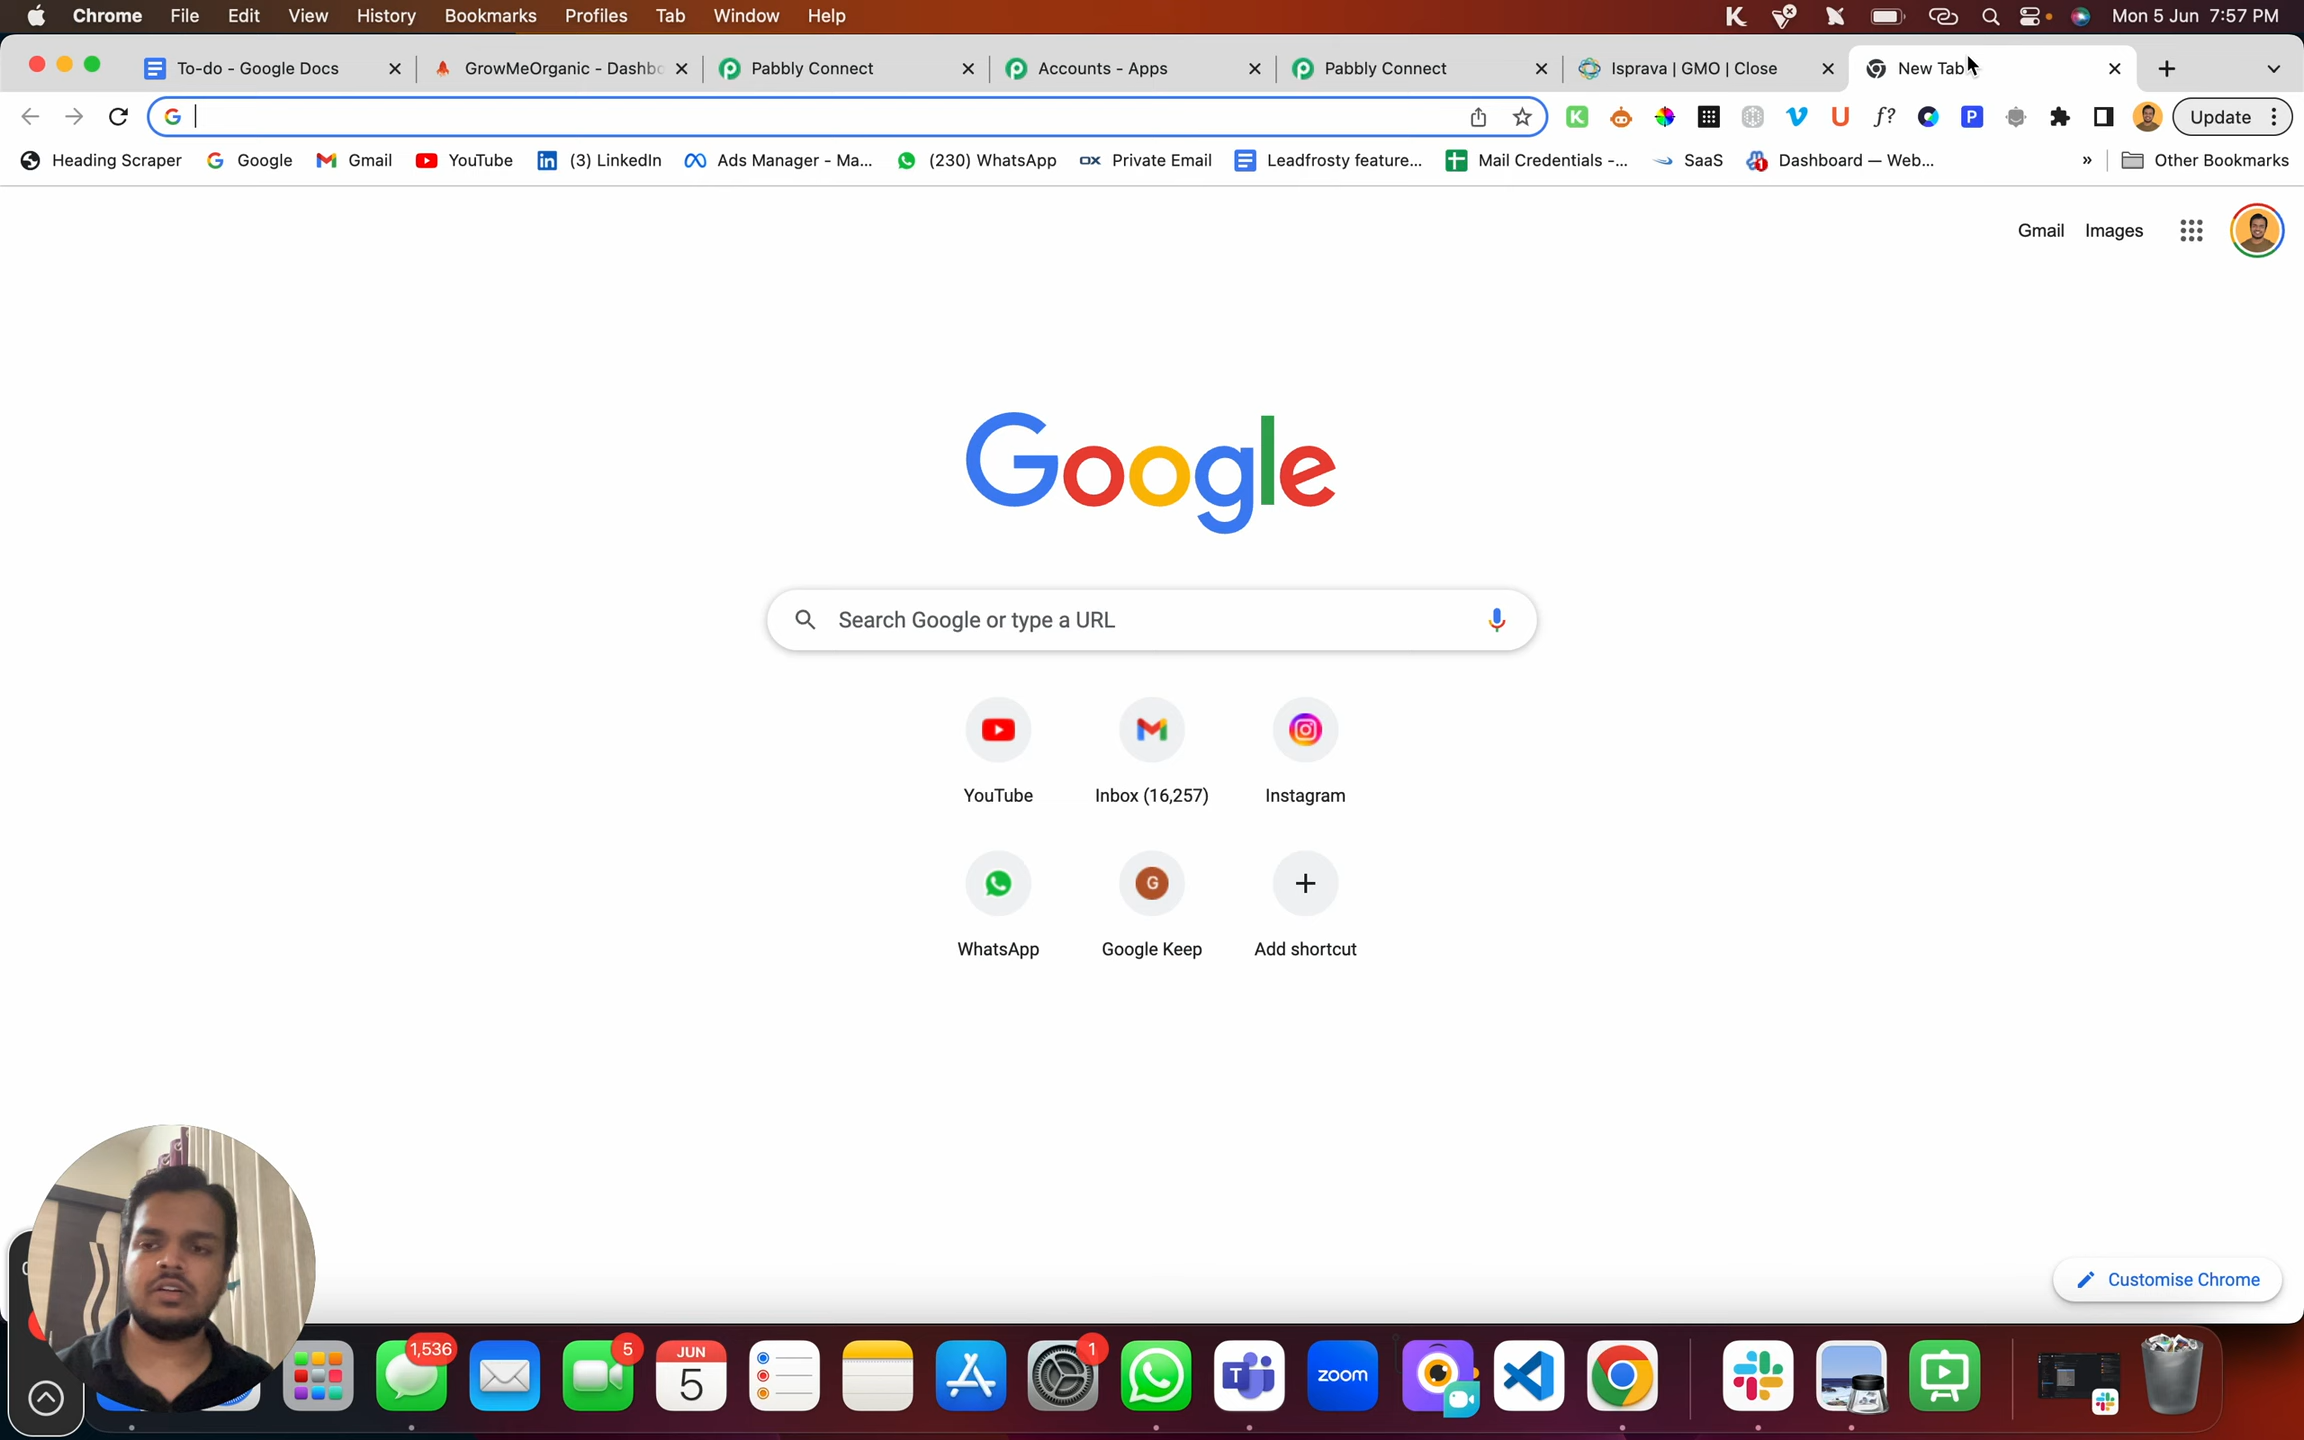 Chrome File Edit View History Bookmarks Profiles Tab Window Help Mon 5 Jun 7:57 PM
To-do - Google Docs GrowMeOrganic - Dashbo Pabbly Connect Accounts - Apps Pabbly Connect Isprava | GMO | Close New Tab
Update
Heading Scraper Google Gmail YouTube (3) LinkedIn Ads Manager - Ma... (230) WhatsApp Private Email Leadfrosty feature... Mail Credentials -... SaaS Dashboard — Web... » Other Bookmarks
Gmail Images
Google
Search Google or type a URL
YouTube Inbox (16,257) Instagram
WhatsApp Google Keep Add shortcut
Customise Chrome
1,536 5 JUN 5 1 zoom